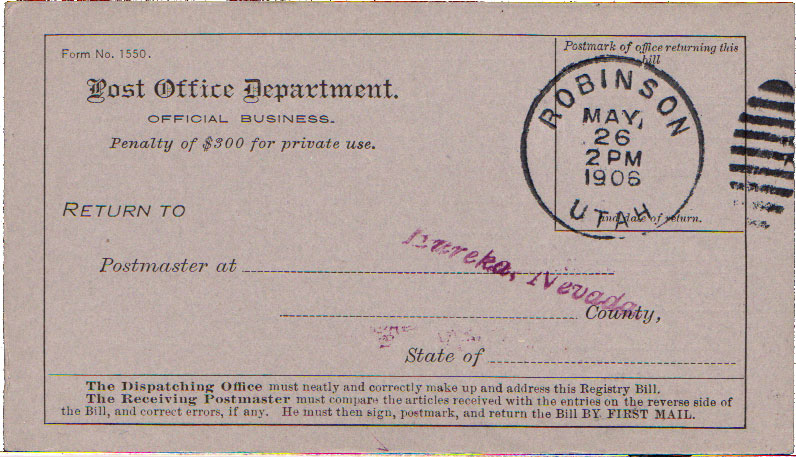 Form No. 1550.
Postmark of office returning this
bill
Post Office Department.
OFFICIAL BUSINESS.
Penalty of $300 for private use.
ROBINSON
MAY,
26
2 PM
1906
UTAH
and date of return.
RETURN TO
Eureka, Nevada
Postmaster at
County,
State of
The Dispatching Office must neatly and correctly make up and address this Registry Bill.
The Receiving Postmaster must compare the articles received with the entries on the reverse side of
the Bill, and correct errors, if any. He must then sign, postmark, and return the Bill BY FIRST MAIL.